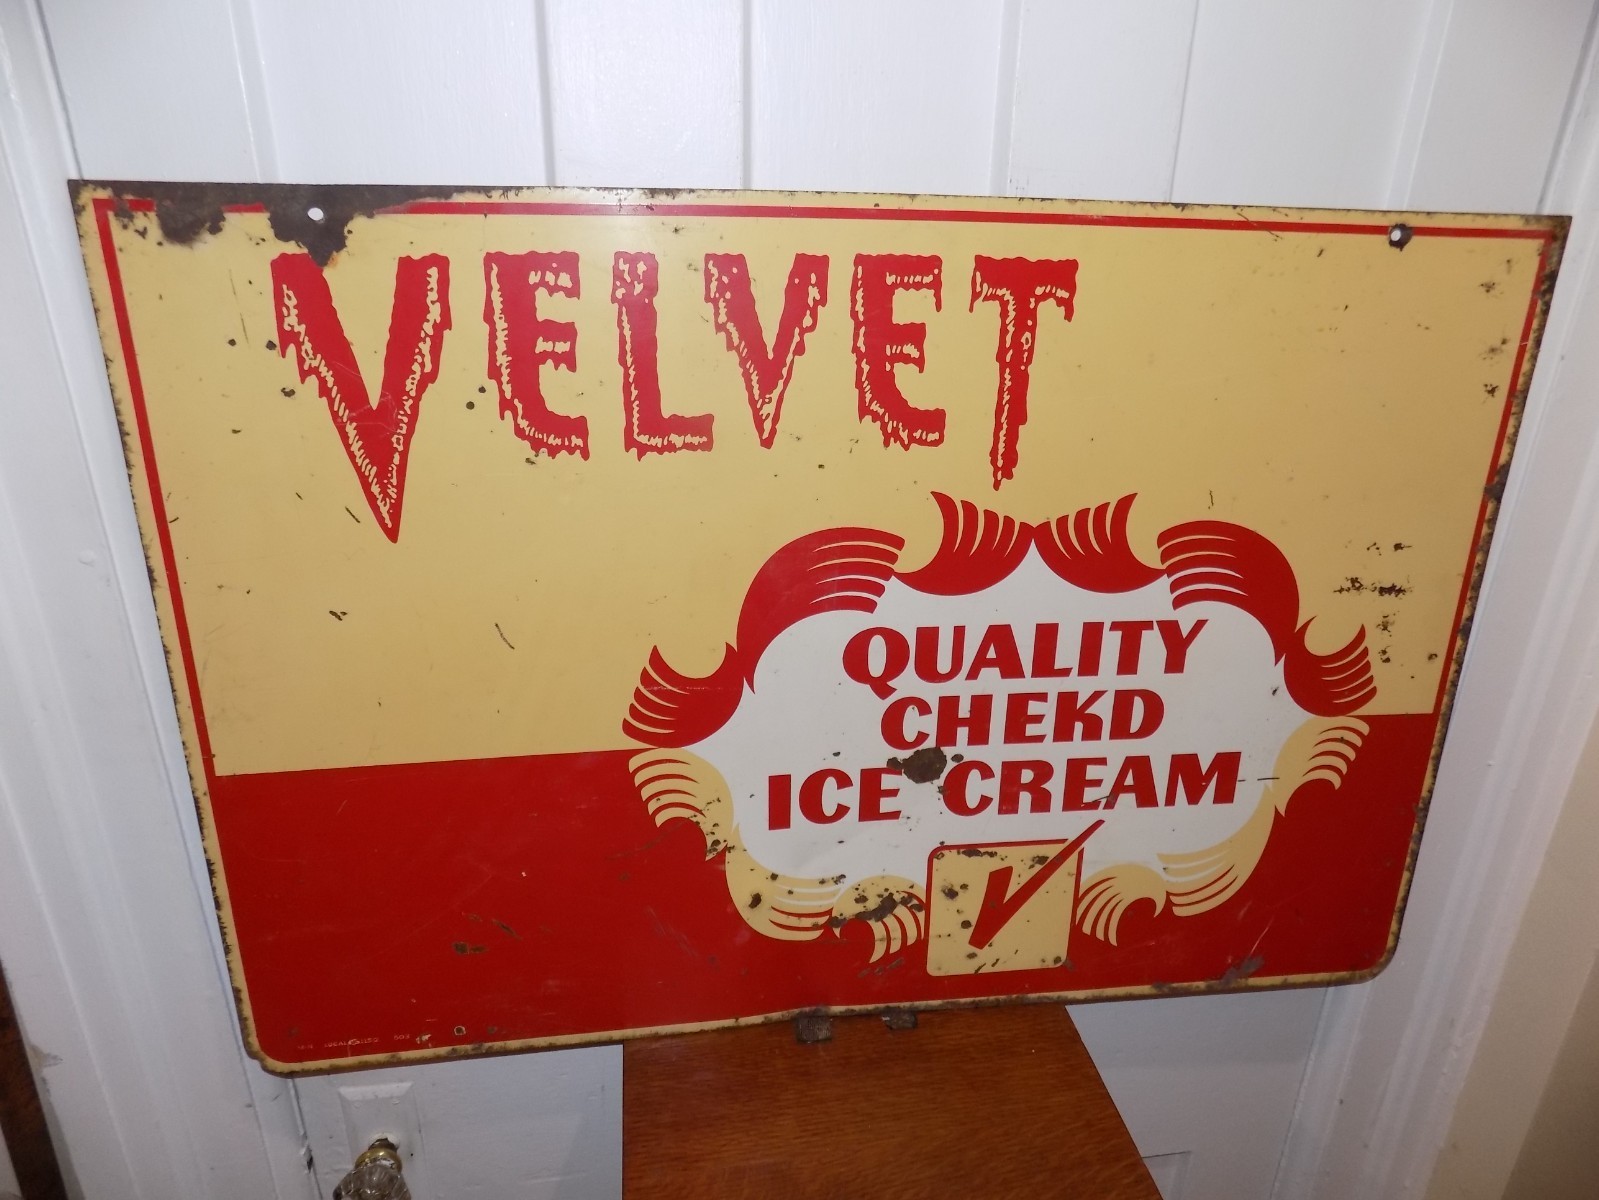 VELVET
QUALITY
CHEKD
ICE CREAM